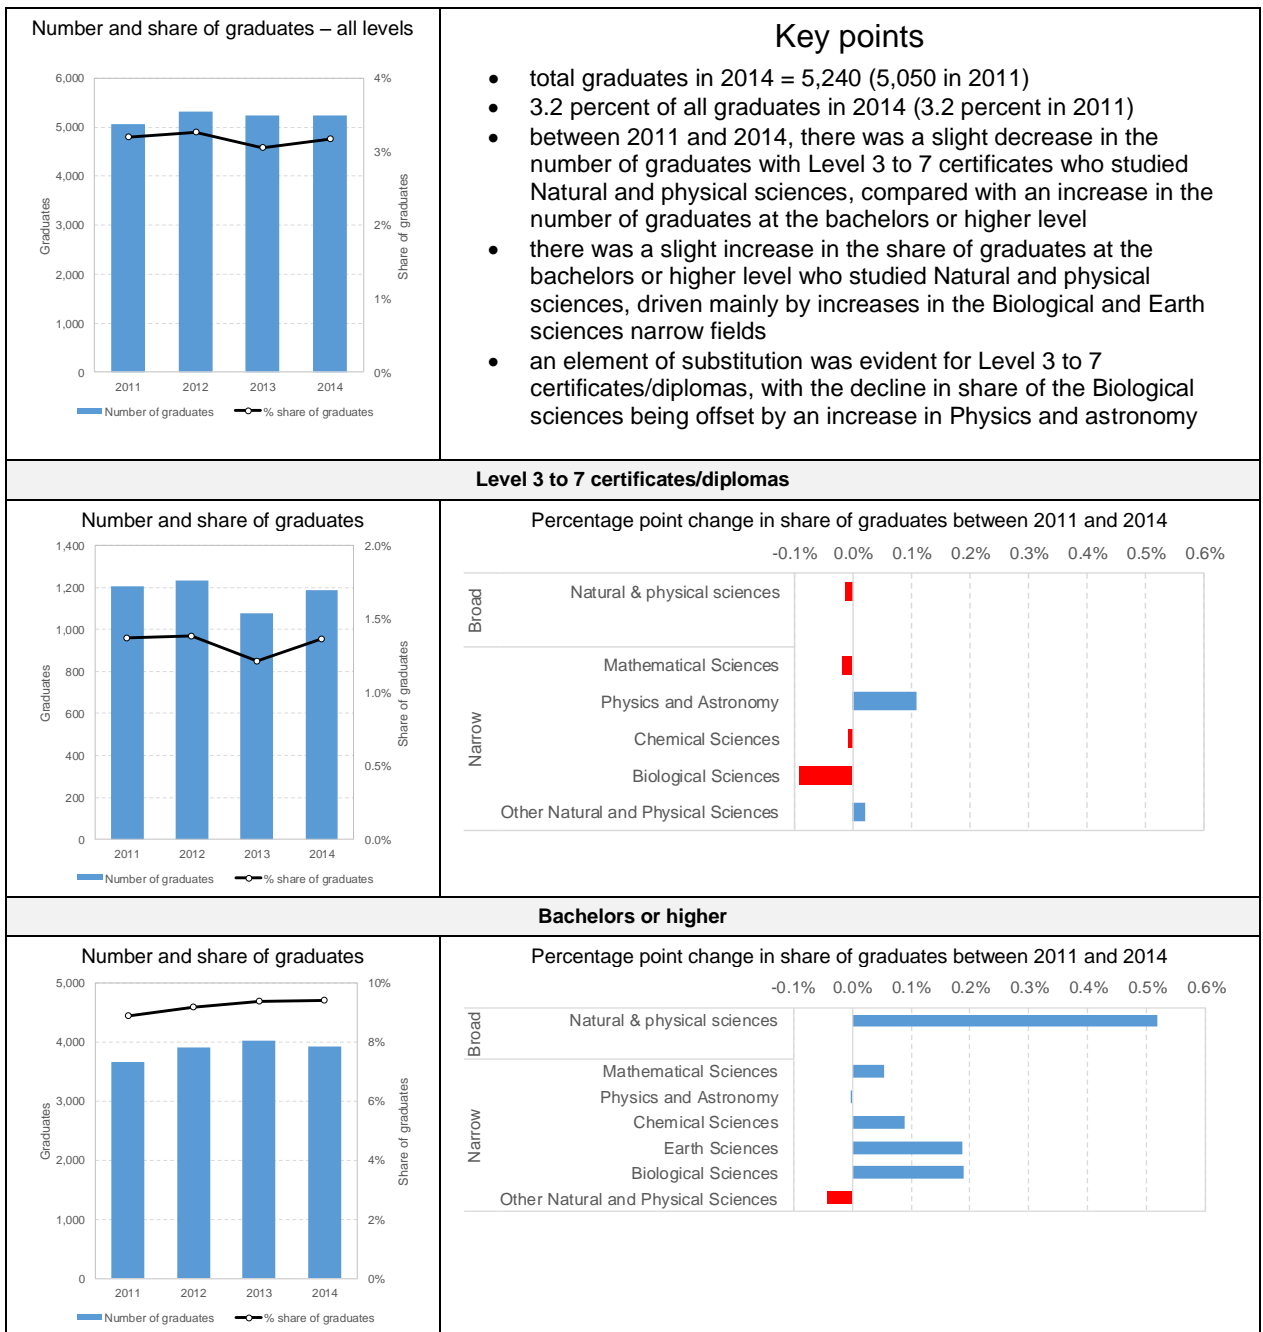 Number and share of graduates – all levels
6,000
5,000
4,000
3,000
2,000
1,000
0
4%
3%
2%
1%
0%
Graduates
Share of graduates
2011 2012 2013 2014
Number of graduates % share of graduates
Key points
• total graduates in 2014 = 5,240 (5,050 in 2011)
• 3.2 percent of all graduates in 2014 (3.2 percent in 2011)
• between 2011 and 2014, there was a slight decrease in the
number of graduates with Level 3 to 7 certificates who studied
Natural and physical sciences, compared with an increase in the
number of graduates at the bachelors or higher level
• there was a slight increase in the share of graduates at the
bachelors or higher level who studied Natural and physical
sciences, driven mainly by increases in the Biological and Earth
sciences narrow fields
• an element of substitution was evident for Level 3 to 7
certificates/diplomas, with the decline in share of the Biological
sciences being offset by an increase in Physics and astronomy
Level 3 to 7 certificates/diplomas
Number and share of graduates
1,400
1,200
1,000
800
600
400
200
0
2.0%
1.5%
1.0%
0.5%
0.0%
Graduates
Share of graduates
2011 2012 2013 2014
Number of graduates % share of graduates
Percentage point change in share of graduates between 2011 and 2014
-0.1% 0.0% 0.1% 0.2% 0.3% 0.4% 0.5% 0.6%
Broad
Natural & physical sciences
Narrow
Mathematical Sciences
Physics and Astronomy
Chemical Sciences
Biological Sciences
Other Natural and Physical Sciences
Bachelors or higher
Number and share of graduates
5,000
4,000
3,000
2,000
1,000
0
10%
8%
6%
4%
2%
0%
Graduates
Share of graduates
2011 2012 2013 2014
Number of graduates % share of graduates
Percentage point change in share of graduates between 2011 and 2014
-0.1% 0.0% 0.1% 0.2% 0.3% 0.4% 0.5% 0.6%
Broad
Natural & physical sciences
Narrow
Mathematical Sciences
Physics and Astronomy
Chemical Sciences
Earth Sciences
Biological Sciences
Other Natural and Physical Sciences